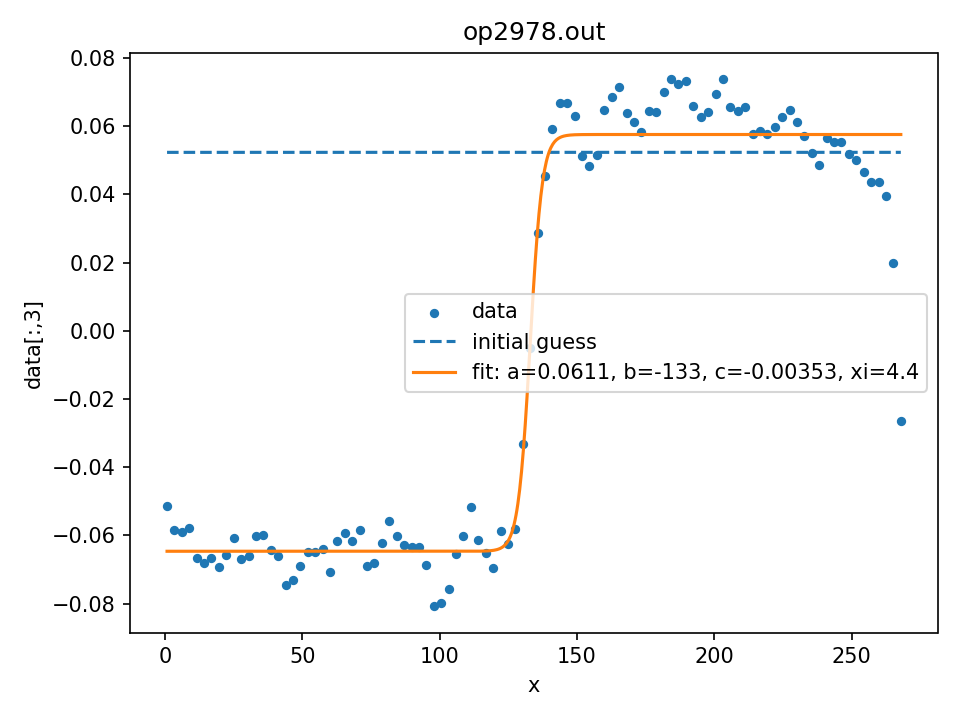 op2978.out
0.08
0.06
0.04
0.02
0.00
−0.02
−0.04
−0.06
−0.08
data[:,3]
data
initial guess
fit: a=0.0611, b=-133, c=-0.00353, xi=4.4
0 50 100 150 200 250
x